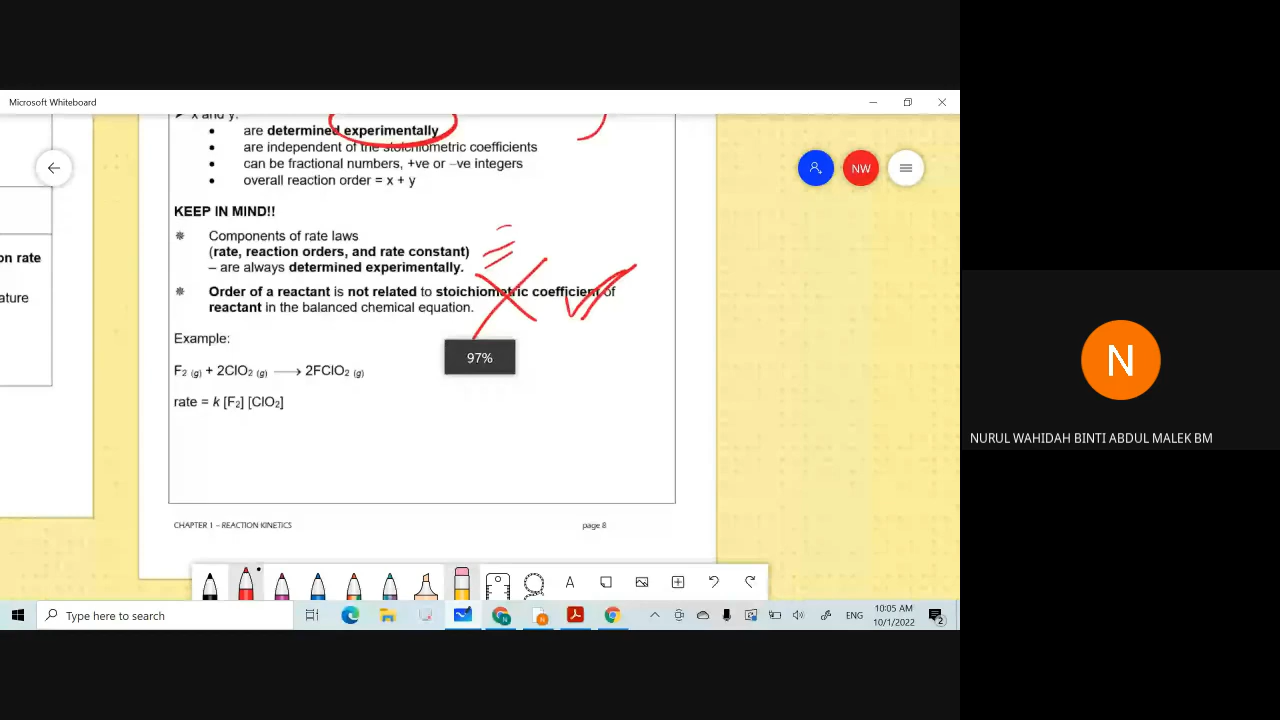 Microsoft Whiteboard
x and y:
• are determined experimentally
• are independent of the stoichiometric coefficients
• can be fractional numbers, +ve or –ve integers
• overall reaction order = x + y
KEEP IN MIND!!
Components of rate laws
(rate, reaction orders, and rate constant)
– are always determined experimentally.
Order of a reactant is not related to stoichiometric coefficient of
reactant in the balanced chemical equation.
Example:
F₂ (g) + 2ClO₂ (g) ⟶ 2FClO₂ (g)
rate = k [F₂] [ClO₂]
CHAPTER 1 – REACTION KINETICS page 8
on rate
ature
97%
NW
A
N
NURUL WAHIDAH BINTI ABDUL MALEK BM
Type here to search
ENG
10:05 AM
10/1/2022
2